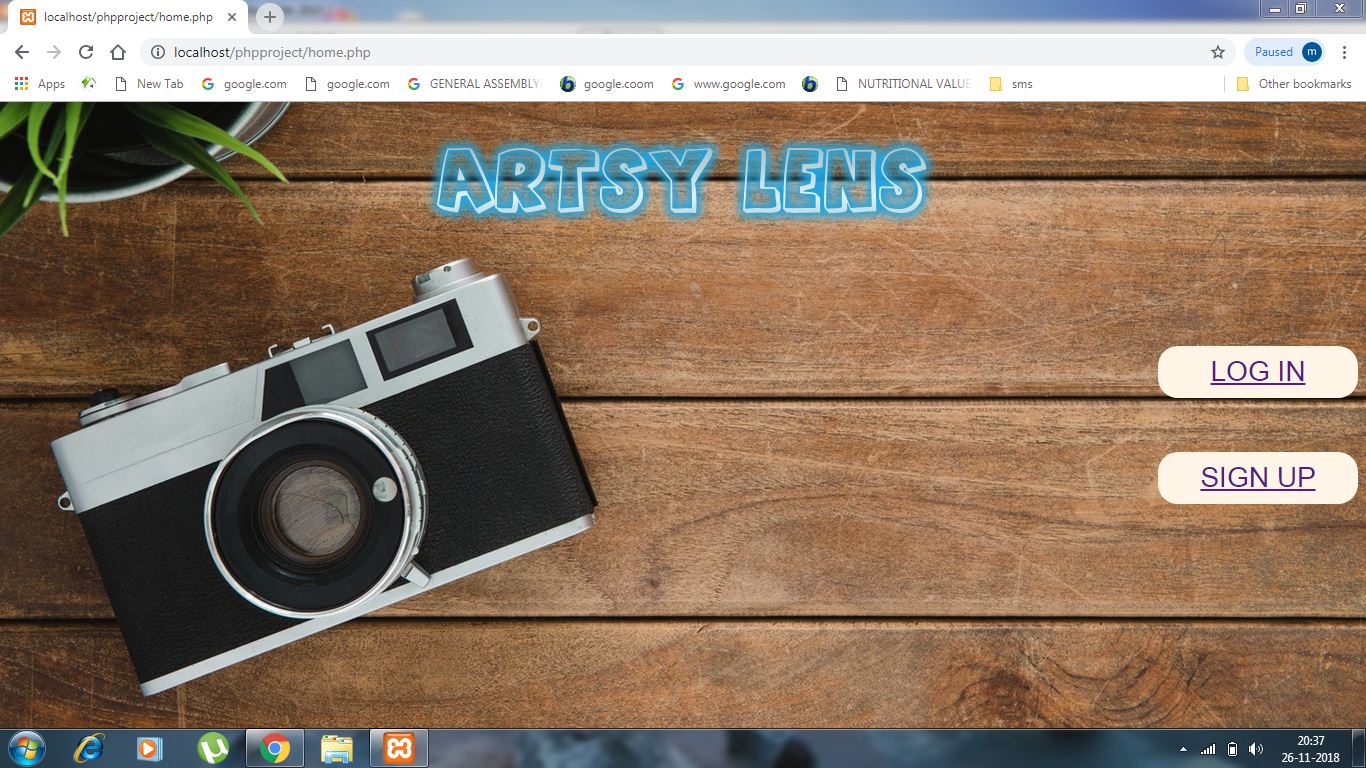 localhost/phpproject/home.php
localhost/phpproject/home.php
Paused
m
Apps
New Tab
google.com
google.com
GENERAL ASSEMBLY
google.coom
www.google.com
NUTRITIONAL VALUE
sms
Other bookmarks
ARTSY LENS
LOG IN
SIGN UP
20:37
26-11-2018